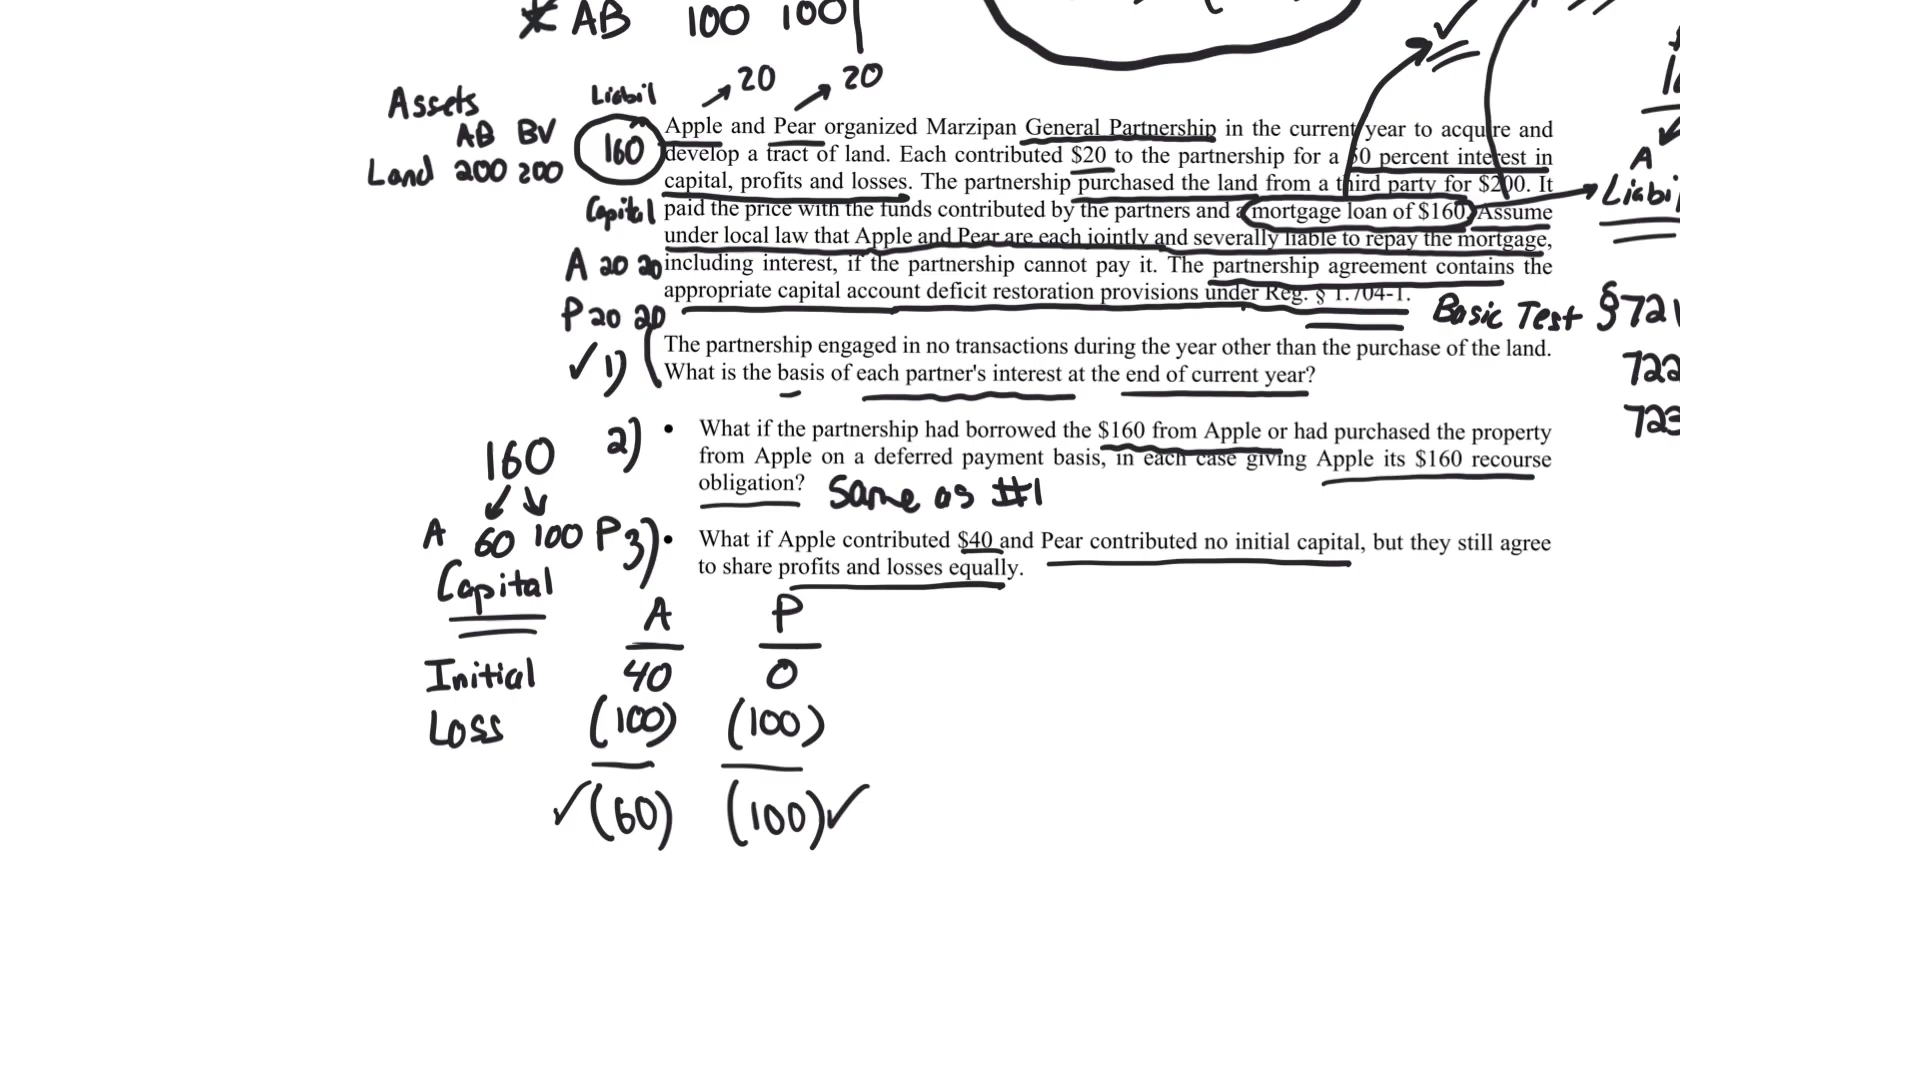 * AB 100 100
→ 20 → 20
Assets Liabil
AB BV
Land 200 200
160
Capital
A 20 20
P 20 20
Apple and Pear organized Marzipan General Partnership in the current year to acquire and
develop a tract of land. Each contributed $20 to the partnership for a 50 percent interest in
capital, profits and losses. The partnership purchased the land from a third party for $200. It
paid the price with the funds contributed by the partners and a mortgage loan of $160. Assume
under local law that Apple and Pear are each jointly and severally liable to repay the mortgage,
including interest, if the partnership cannot pay it. The partnership agreement contains the
appropriate capital account deficit restoration provisions under Reg. § 1.704-1.
A
Liabi
Basic Test §721
722
723
✓ 1) The partnership engaged in no transactions during the year other than the purchase of the land.
What is the basis of each partner's interest at the end of current year?
2) • What if the partnership had borrowed the $160 from Apple or had purchased the property
from Apple on a deferred payment basis, in each case giving Apple its $160 recourse
obligation? Same as #1
160
A 60 100 P
3) • What if Apple contributed $40 and Pear contributed no initial capital, but they still agree
to share profits and losses equally.
Capital
A P
Initial 40 0
Loss (100) (100)
✓ (60) (100) ✓